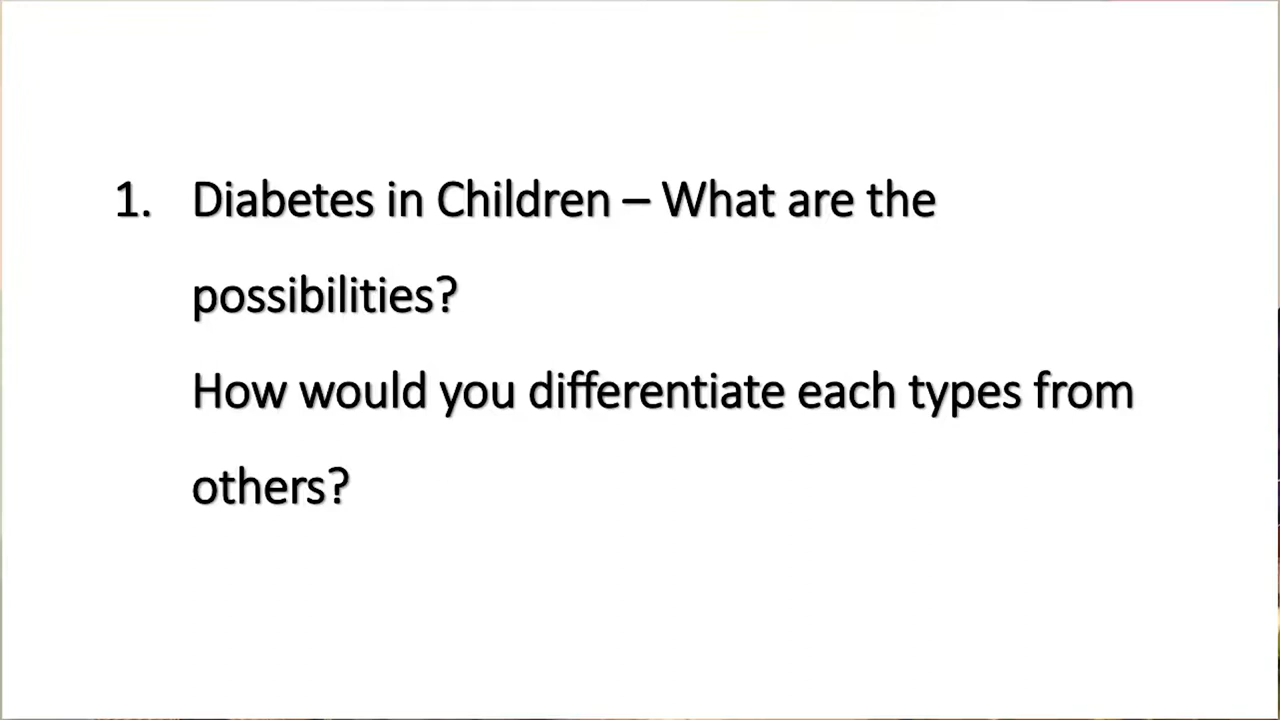 1. Diabetes in Children – What are the
possibilities?
How would you differentiate each types from
others?